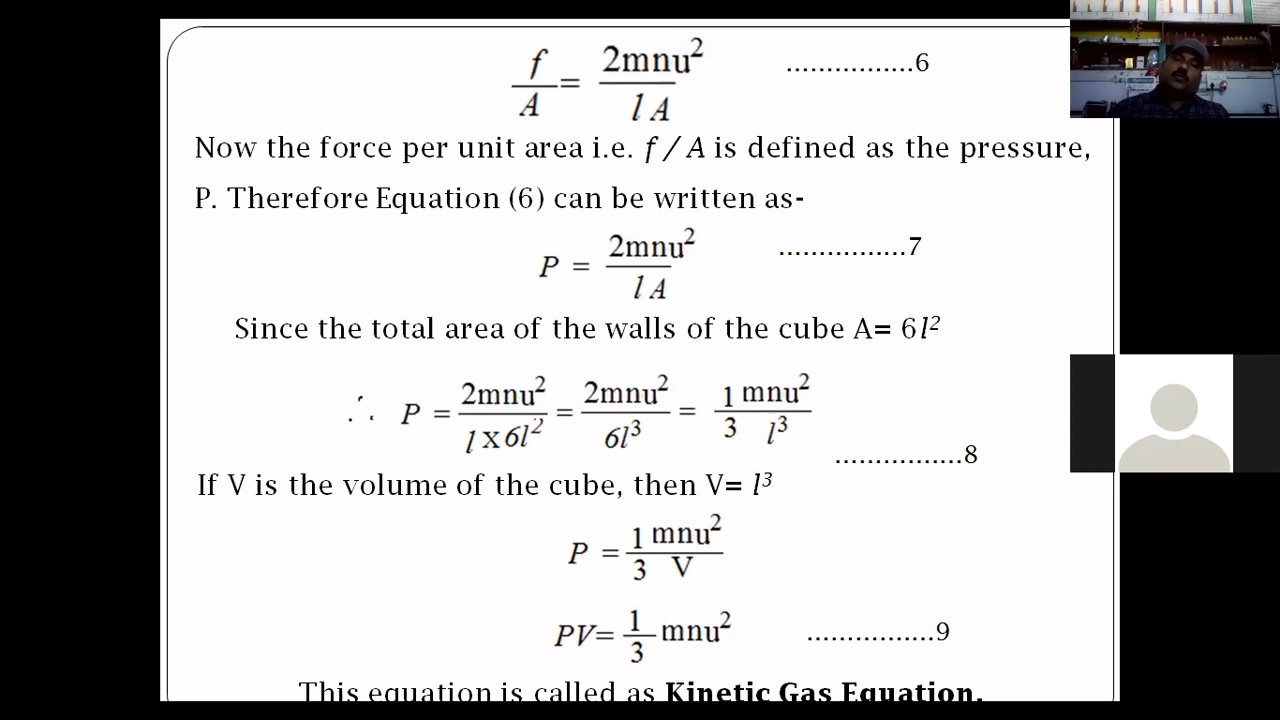 f/A = 2mnu²/l A ................6
Now the force per unit area i.e. f / A is defined as the pressure,
P. Therefore Equation (6) can be written as-
P = 2mnu²/l A ................7
Since the total area of the walls of the cube A= 6l²
∴ P = 2mnu²/l x 6l² = 2mnu²/6l³ = 1/3 mnu²/l³
................8
If V is the volume of the cube, then V= l³
P = 1/3 mnu²/V
PV= 1/3 mnu² ................9
This equation is called as Kinetic Gas Equation.